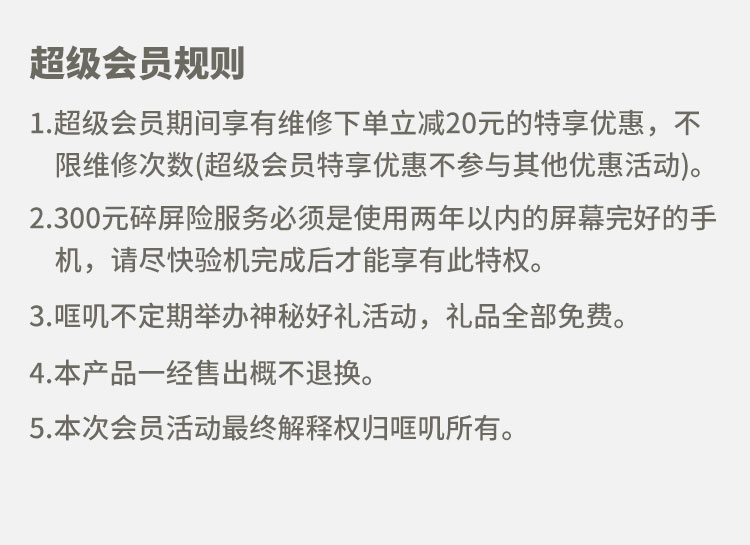 超级会员规则
1.超级会员期间享有维修下单立减20元的特享优惠，不
限维修次数(超级会员特享优惠不参与其他优惠活动)。
2.300元碎屏险服务必须是使用两年以内的屏幕完好的手
机，请尽快验机完成后才能享有此特权。
3.哐叽不定期举办神秘好礼活动，礼品全部免费。
4.本产品一经售出概不退换。
5.本次会员活动最终解释权归哐叽所有。